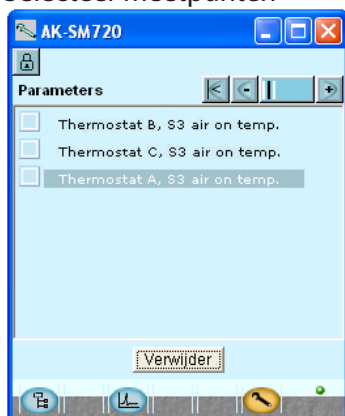 Selecteer meetpunten
AK-SM720
Parameters
Thermostat B, S3 air on temp.
Thermostat C, S3 air on temp.
Thermostat A, S3 air on temp.
Verwijder